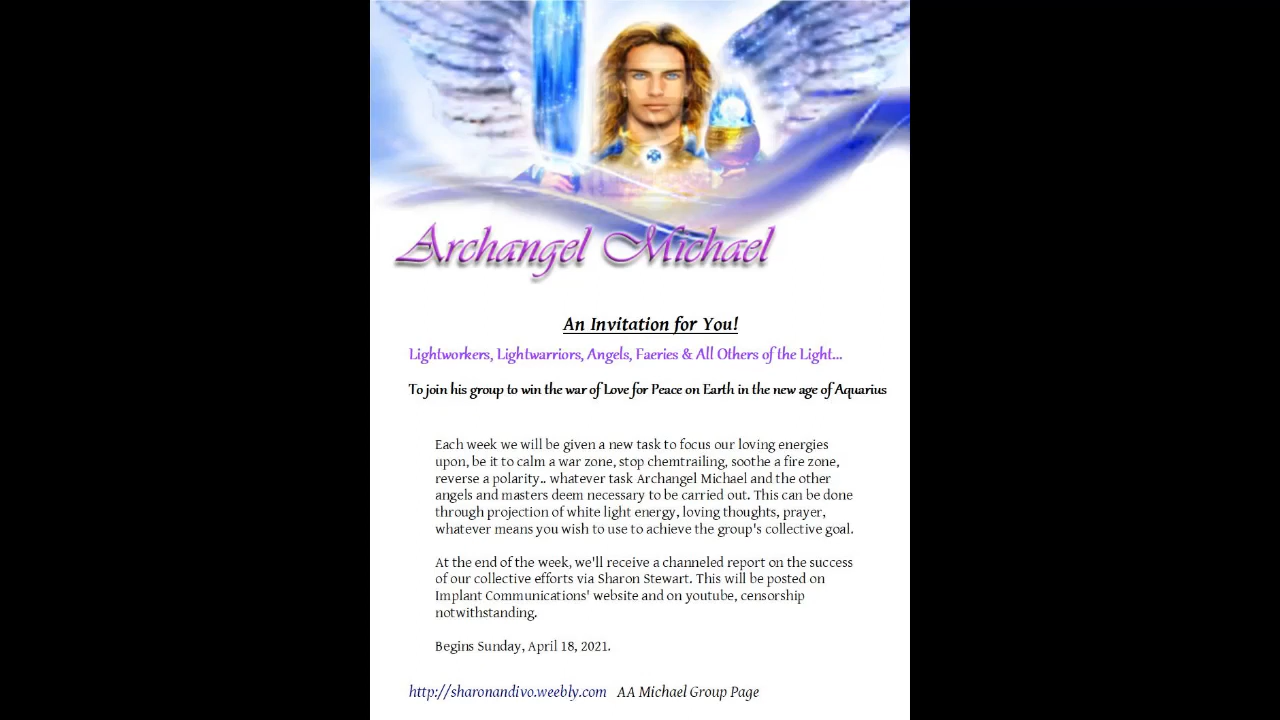 Archangel Michael
An Invitation for You!
Lightworkers, Lightwarriors, Angels, Faeries & All Others of the Light...
To join his group to win the war of Love for Peace on Earth in the new age of Aquarius
Each week we will be given a new task to focus our loving energies
upon, be it to calm a war zone, stop chemtrailing, soothe a fire zone,
reverse a polarity.. whatever task Archangel Michael and the other
angels and masters deem necessary to be carried out. This can be done
through projection of white light energy, loving thoughts, prayer,
whatever means you wish to use to achieve the group's collective goal.
At the end of the week, we'll receive a channeled report on the success
of our collective efforts via Sharon Stewart. This will be posted on
Implant Communications' website and on youtube, censorship
notwithstanding.
Begins Sunday, April 18, 2021.
http://sharonandivo.weebly.com AA Michael Group Page